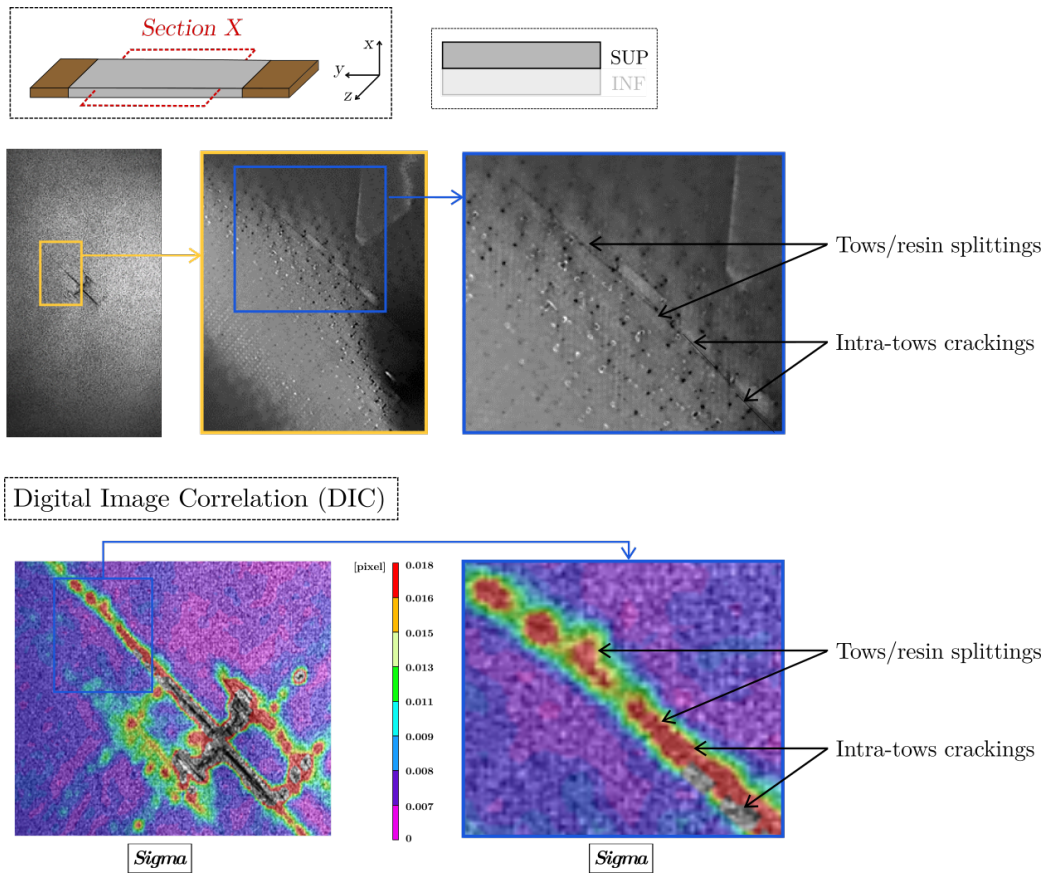 Section X
x
y
z
SUP
INF
Tows/resin splittings
Intra-tows crackings
Digital Image Correlation (DIC)
[pixel]
0.018
0.016
0.015
0.013
0.011
0.009
0.008
0.007
0
Tows/resin splittings
Intra-tows crackings
Sigma
Sigma